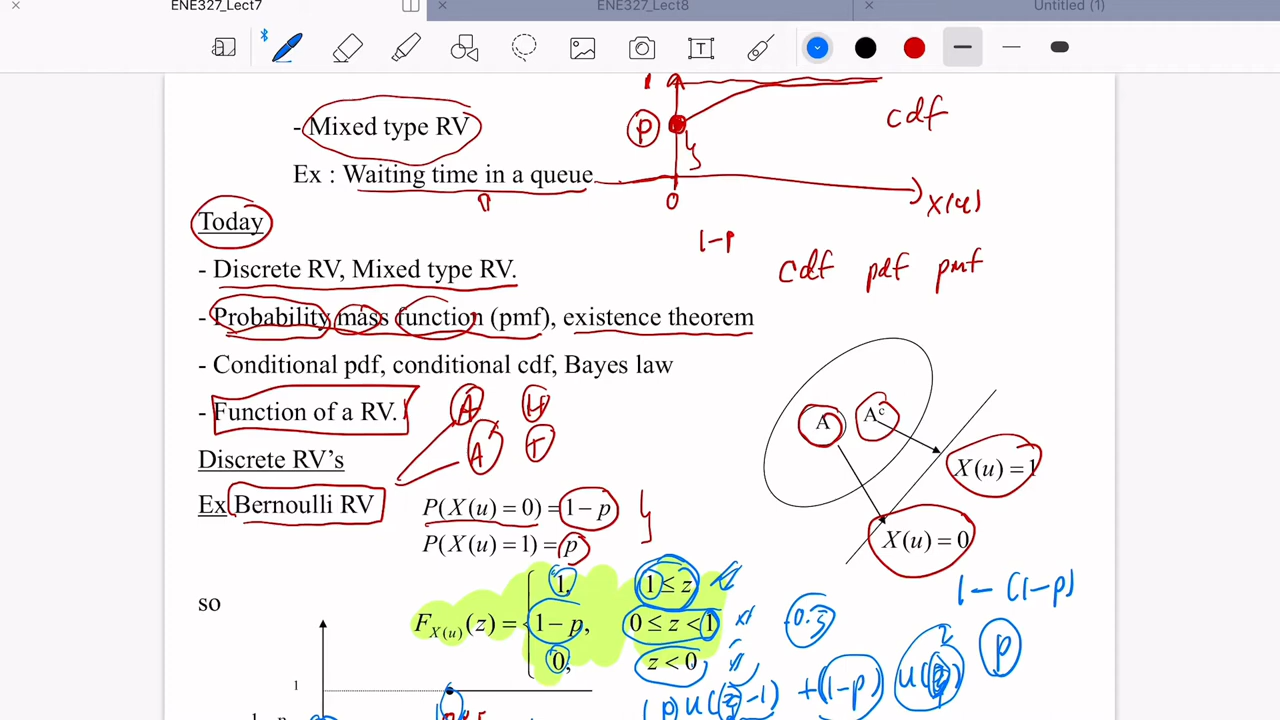 ENE327_Lect7
ENE327_Lect8
Untitled (1)
1
cdf
- Mixed type RV
P
Ex : Waiting time in a queue
0
X(u)
Today
1-p
cdf pdf pmf
- Discrete RV, Mixed type RV.
- Probability mass function (pmf), existence theorem
- Conditional pdf, conditional cdf, Bayes law
- Function of a RV.
A H
A T
A Aᶜ
Discrete RV's
X(u) = 1
Ex Bernoulli RV
P(X(u) = 0) = 1 − p
P(X(u) = 1) = p
X(u) = 0
1 - (1-p)
so
F_X(u)(z) = { 1, 1 ≤ z
1 − p, 0 ≤ z < 1
0, z < 0
0.5
p
+(1-p)
1